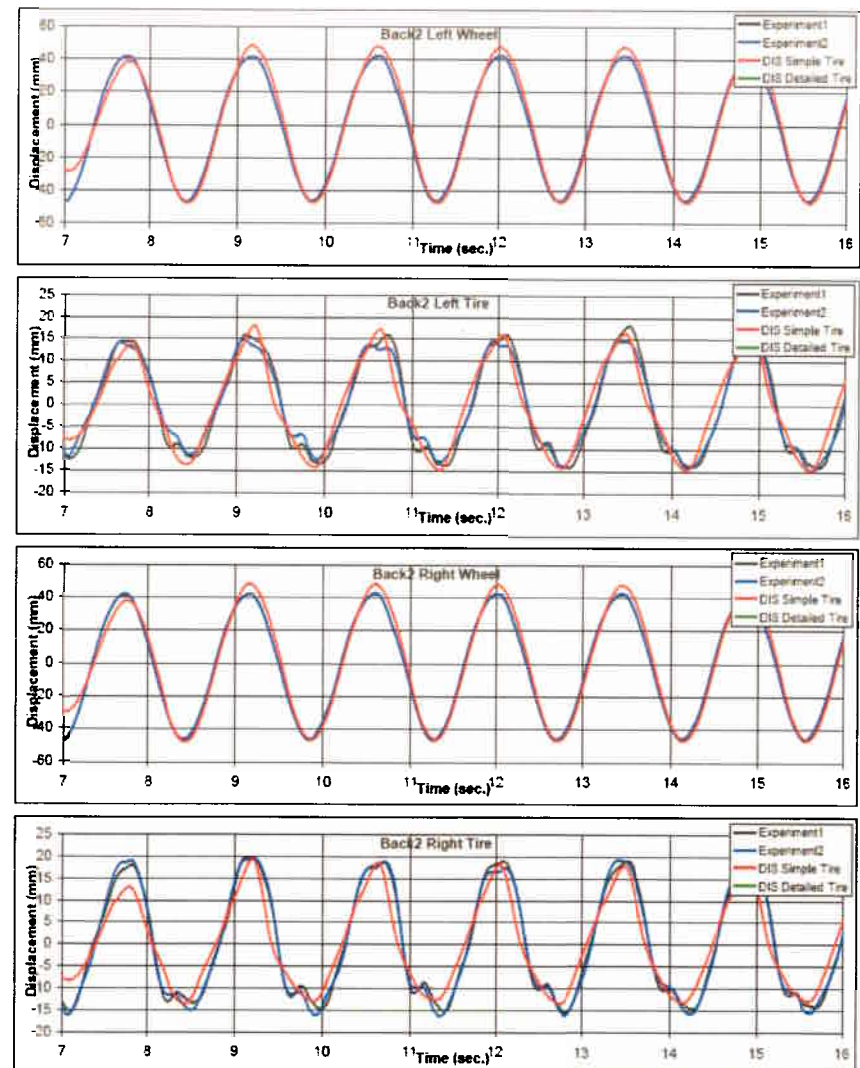 Back2 Left Wheel
Displacement (mm)
60
40
20
0
-20
-40
-60
7 8 9 10 11 12 13 14 15 16
Time (sec.)
Experiment1
Experiment2
DIS Simple Tire
DIS Detailed Tire
Back2 Left Tire
Displacement (mm)
25
20
15
10
5
0
-5
-10
-15
-20
7 8 9 10 11 12 13 14 15 16
Time (sec.)
Experiment1
Experiment2
DIS Simple Tire
DIS Detailed Tire
Back2 Right Wheel
Displacement (mm)
60
40
20
0
-20
-40
-60
7 8 9 10 11 12 13 14 15 16
Time (sec.)
Experiment1
Experiment2
DIS Simple Tire
DIS Detailed Tire
Back2 Right Tire
Displacement (mm)
25
20
15
10
5
0
-5
-10
-15
-20
7 8 9 10 11 12 13 14 15 16
Time (sec.)
Experiment1
Experiment2
DIS Simple Tire
DIS Detailed Tire